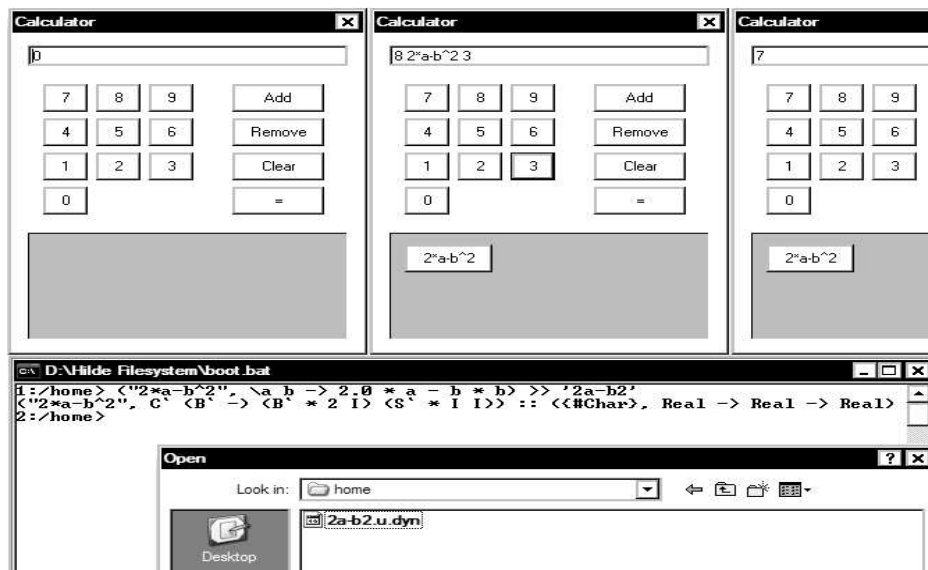 Calculator
0
7 8 9 Add
4 5 6 Remove
1 2 3 Clear
0 =
Calculator
8 2*a-b^2 3
7 8 9 Add
4 5 6 Remove
1 2 3 Clear
0 =
2*a-b^2
Calculator
7
7 8 9
4 5 6
1 2 3
0
2*a-b^2
D:\Hilde Filesystem\boot.bat
1:/home> ("2*a-b^2", \a b -> 2.0 * a - b * b) >> '2a-b2'
("2*a-b^2", C` (B` -) (B` * 2 I) (S` * I I)) :: ({#Char}, Real -> Real -> Real)
2:/home>
Open
Look in: home
2a-b2.u.dyn
Desktop